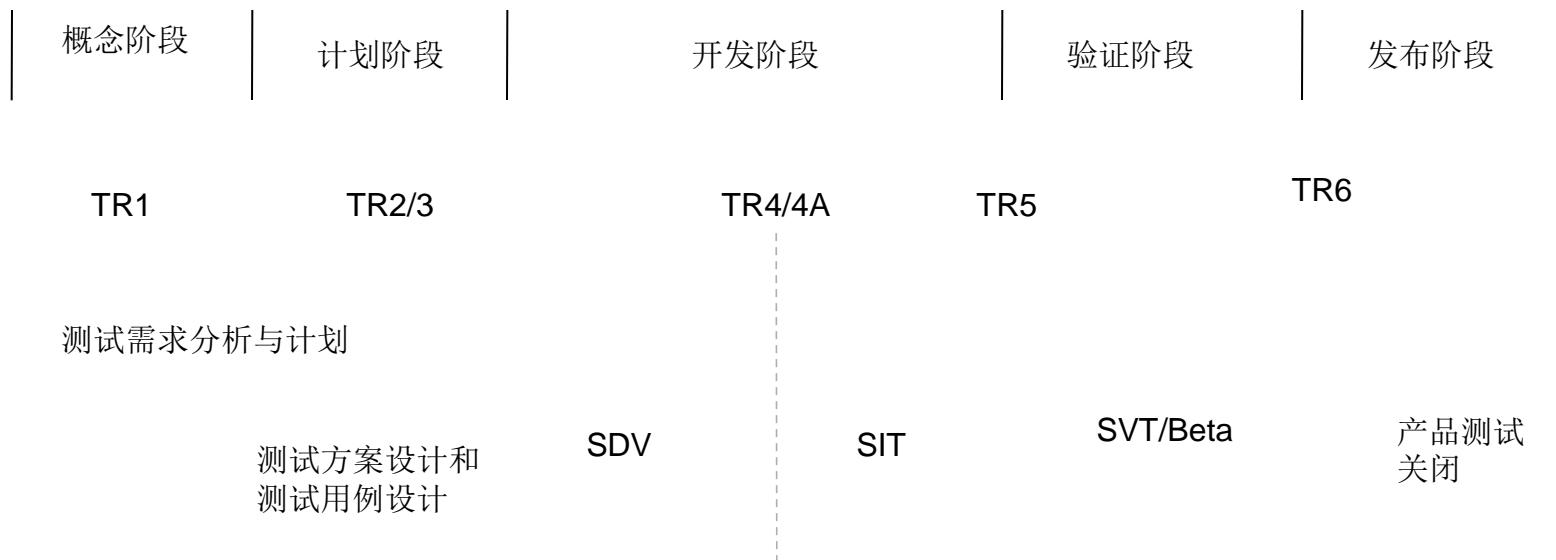 概念阶段
计划阶段
开发阶段
验证阶段
发布阶段
TR1
TR2/3
TR4/4A
TR5
TR6
测试需求分析与计划
测试方案设计和
测试用例设计
SDV
SIT
SVT/Beta
产品测试
关闭